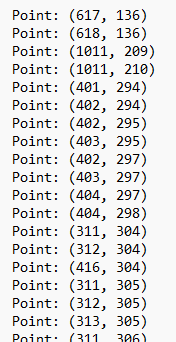 Point: (617, 136)
Point: (618, 136)
Point: (1011, 209)
Point: (1011, 210)
Point: (401, 294)
Point: (402, 294)
Point: (402, 295)
Point: (403, 295)
Point: (402, 297)
Point: (403, 297)
Point: (404, 297)
Point: (404, 298)
Point: (311, 304)
Point: (312, 304)
Point: (416, 304)
Point: (311, 305)
Point: (312, 305)
Point: (313, 305)
Point: (311, 306)